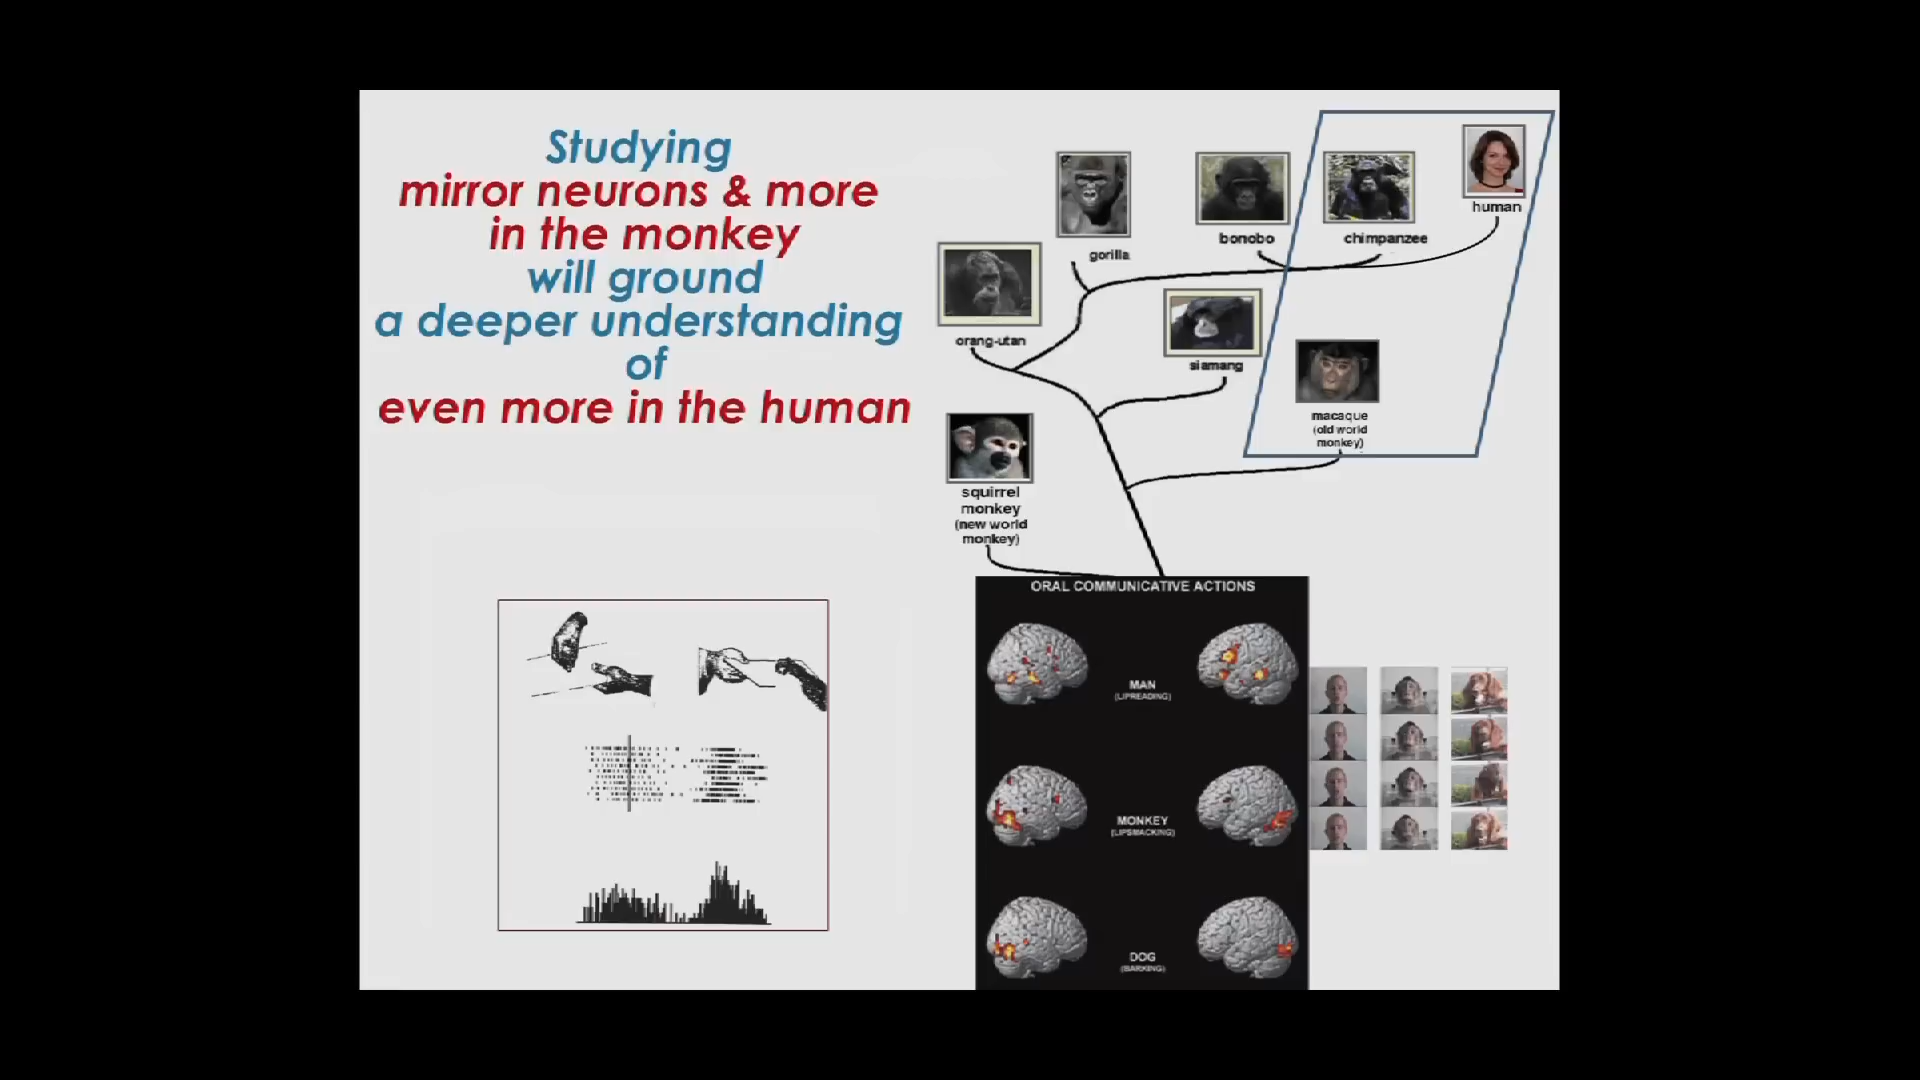 Studying
mirror neurons & more
in the monkey
will ground
a deeper understanding
of
even more in the human
human
bonobo
chimpanzee
gorilla
orang-utan
siamang
macaque
(old world
monkey)
squirrel
monkey
(new world
monkey)
ORAL COMMUNICATIVE ACTIONS
MAN
(LIPREADING)
MONKEY
(LIPSMACKING)
DOG
(BARKING)